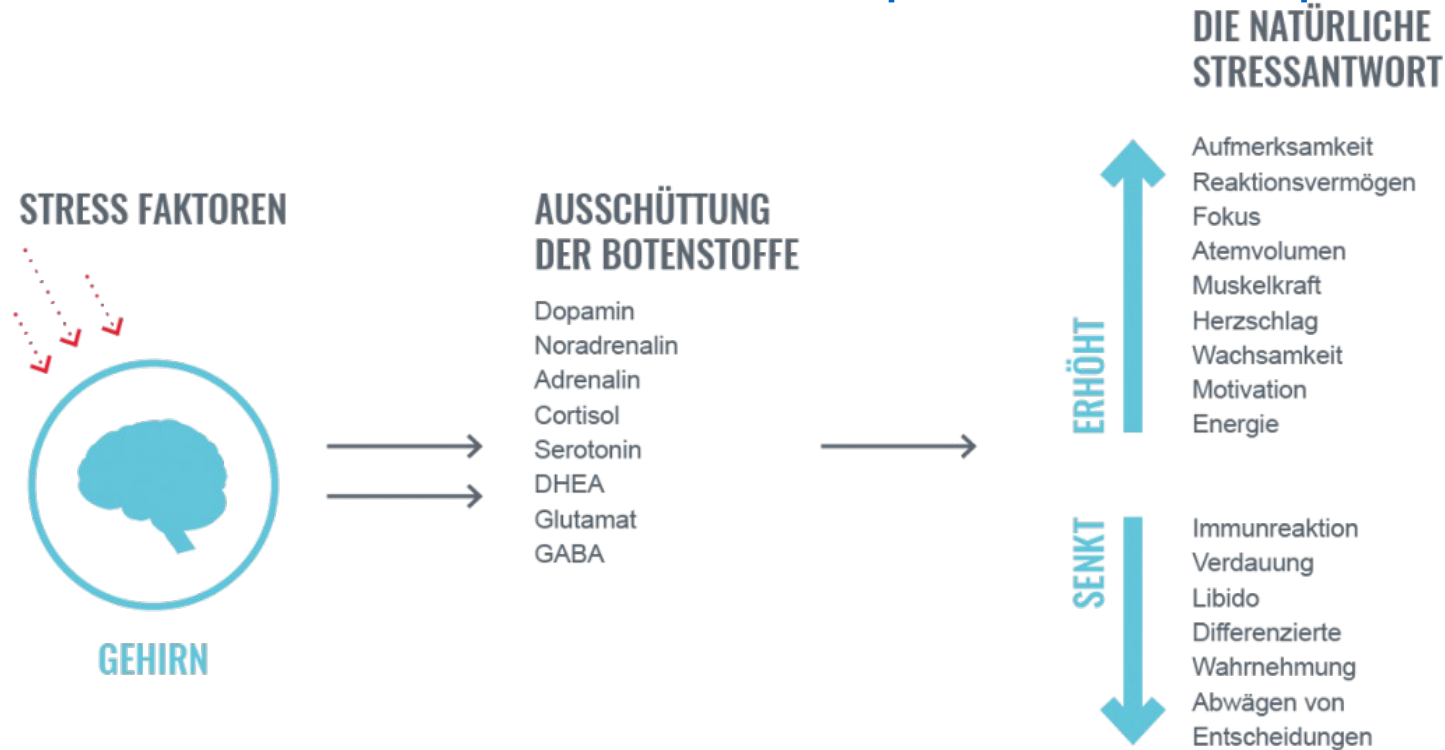 STRESS FAKTOREN
GEHIRN
AUSSCHÜTTUNG
DER BOTENSTOFFE
Dopamin
Noradrenalin
Adrenalin
Cortisol
Serotonin
DHEA
Glutamat
GABA
DIE NATÜRLICHE
STRESSANTWORT
ERHÖHT
Aufmerksamkeit
Reaktionsvermögen
Fokus
Atemvolumen
Muskelkraft
Herzschlag
Wachsamkeit
Motivation
Energie
SENKT
Immunreaktion
Verdauung
Libido
Differenzierte
Wahrnehmung
Abwägen von
Entscheidungen